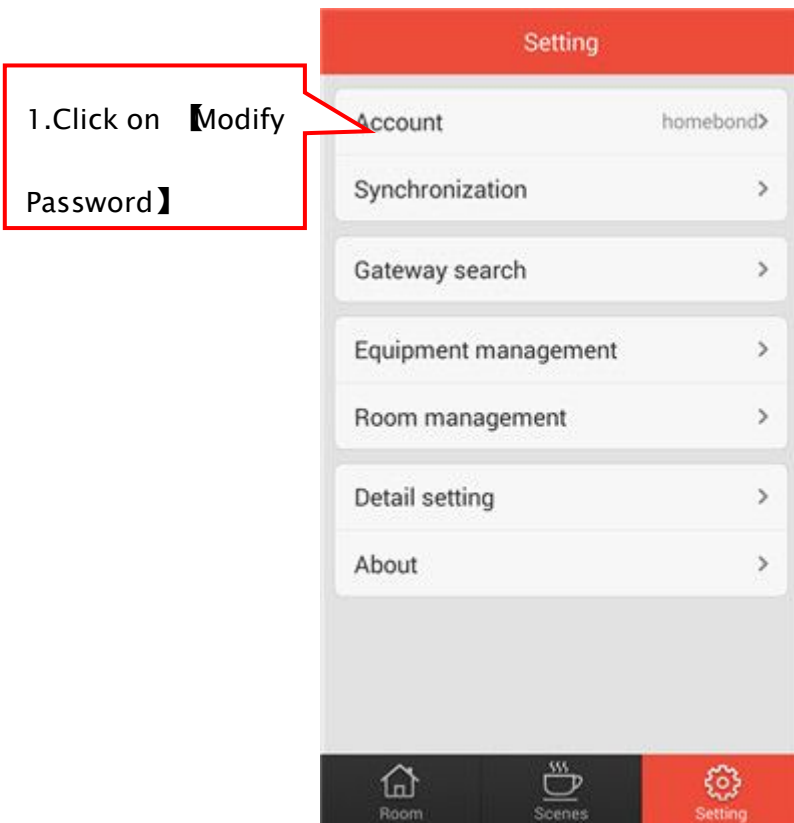 Setting
1.Click on 【Modify
Password】
Account homebond>
Synchronization >
Gateway search >
Equipment management >
Room management >
Detail setting >
About >
Room Scenes Setting